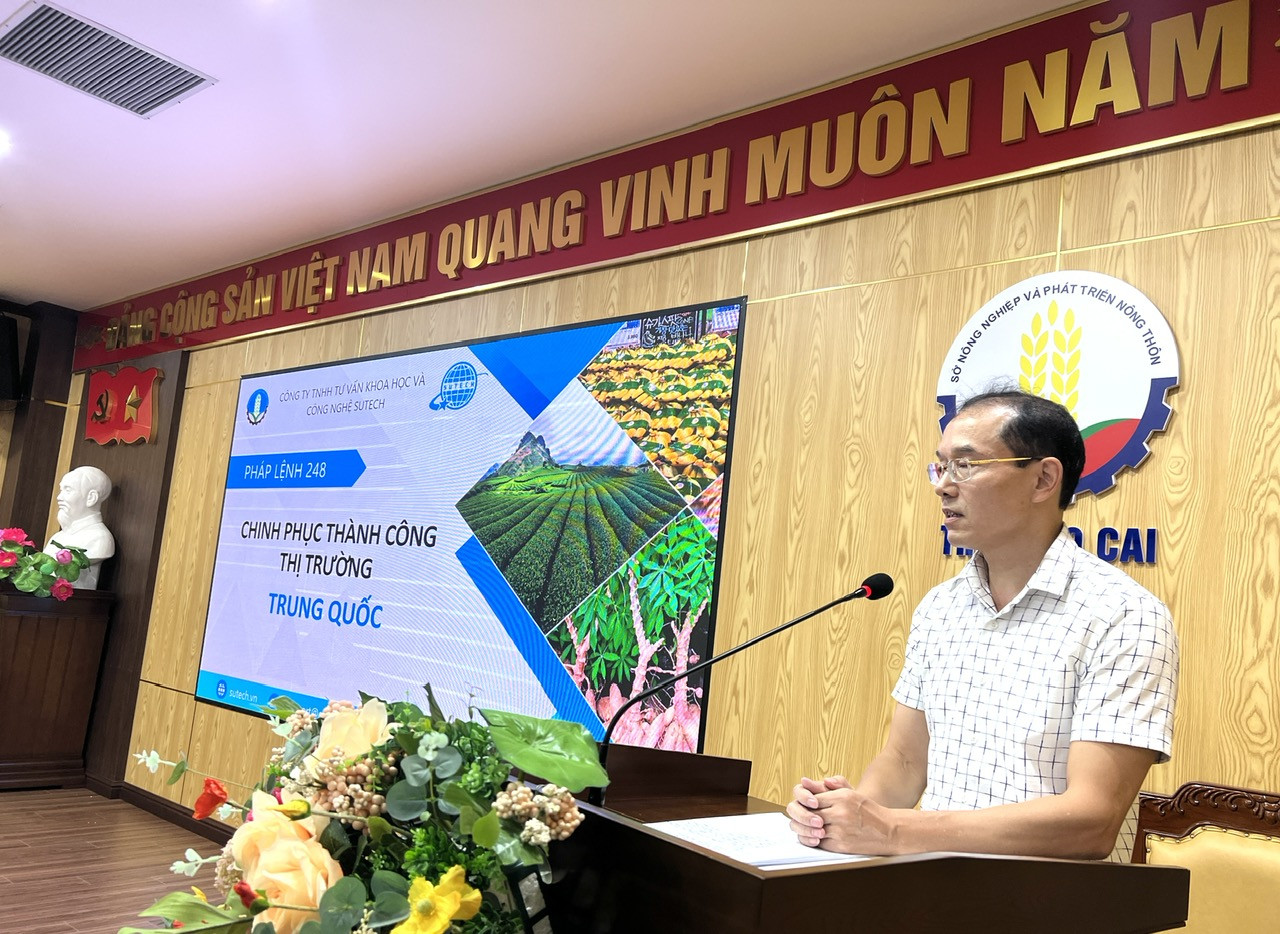 ĐẢNG CỘNG SẢN VIỆT NAM QUANG VINH MUÔN NĂM
CÔNG TY TNHH TƯ VẤN KHOA HỌC VÀ
CÔNG NGHỆ SUTECH
SUTECH
PHÁP LỆNH 248
CHINH PHỤC THÀNH CÔNG
THỊ TRƯỜNG
TRUNG QUỐC
sutech.vn
SỞ NÔNG NGHIỆP VÀ PHÁT TRIỂN NÔNG THÔN
CAI